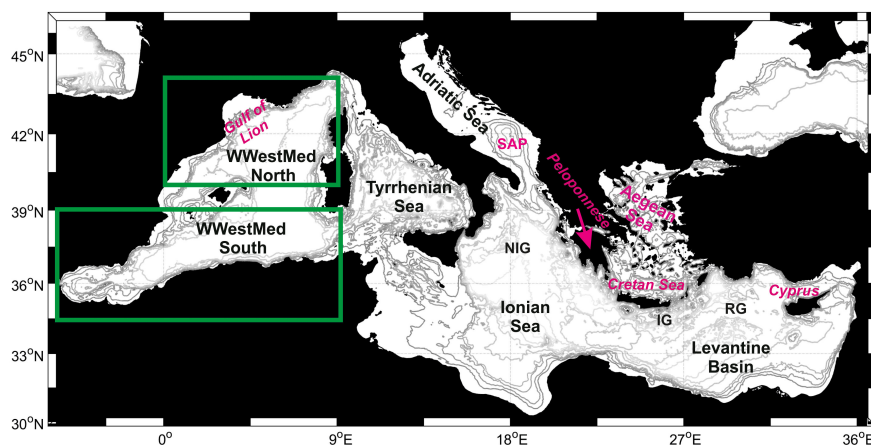 45°N
42°N
39°N
36°N
33°N
30°N
Gulf of
Lion
WWestMed
North
WWestMed
South
Tyrrhenian
Sea
Adriatic Sea
SAP
Peloponnese
Aegean
Sea
NIG
Ionian
Sea
Cretan Sea
IG
RG
Cyprus
Levantine
Basin
0°
9°E
18°E
27°E
36°E